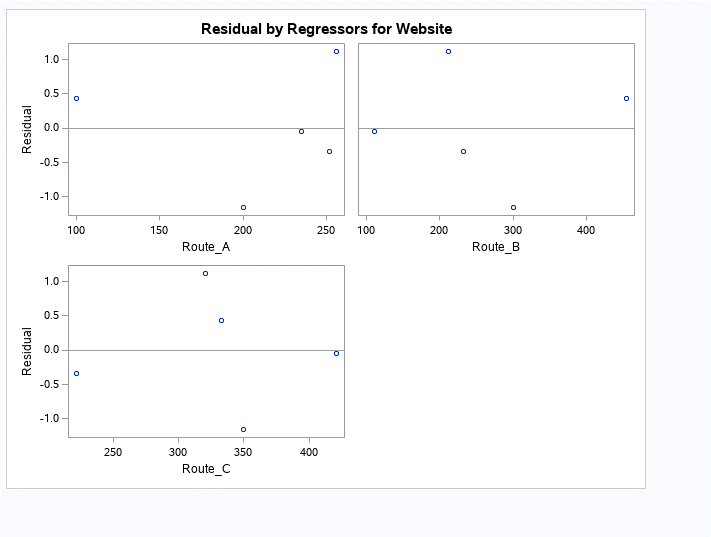 Residual by Regressors for Website
Residual
1.0
0.5
0.0
-0.5
-1.0
100 150 200 250
Route_A
100 200 300 400
Route_B
Residual
1.0
0.5
0.0
-0.5
-1.0
250 300 350 400
Route_C